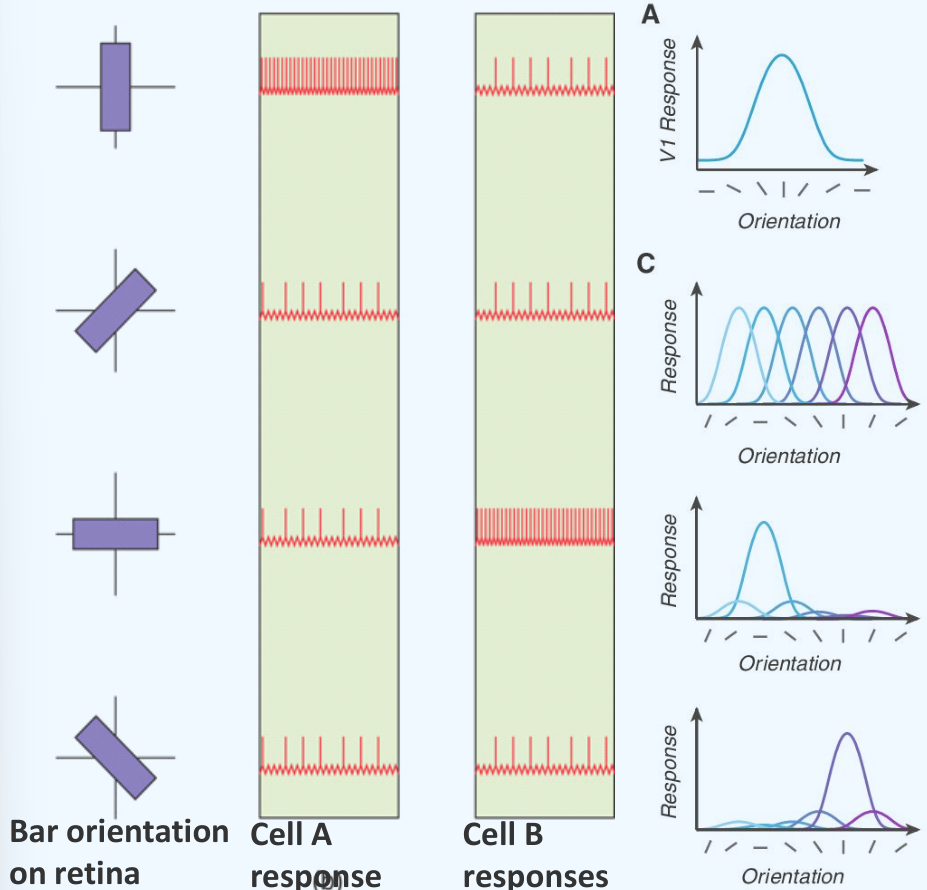 A
V1 Response
Orientation
C
Response
Orientation
Response
Orientation
Response
Orientation
Bar orientation
on retina
Cell A
response
(b)
Cell B
responses